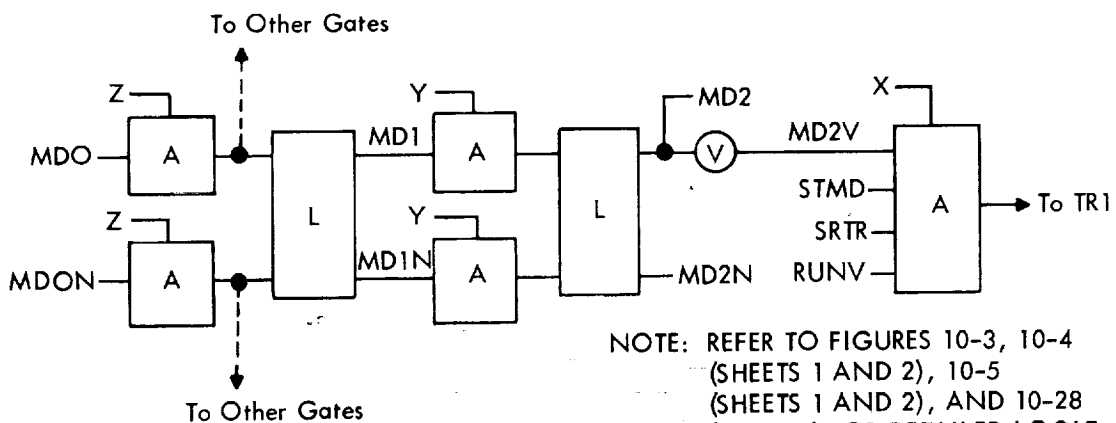 To Other Gates
Z
Y
MD2
X
MDO
A
MD1
A
V
MD2V
L
L
STMD
A
To TR1
SRTR
Z
Y
RUNV
MDON
A
MD1N
A
MD2N
To Other Gates
NOTE: REFER TO FIGURES 10-3, 10-4
(SHEETS 1 AND 2), 10-5
(SHEETS 1 AND 2), AND 10-28